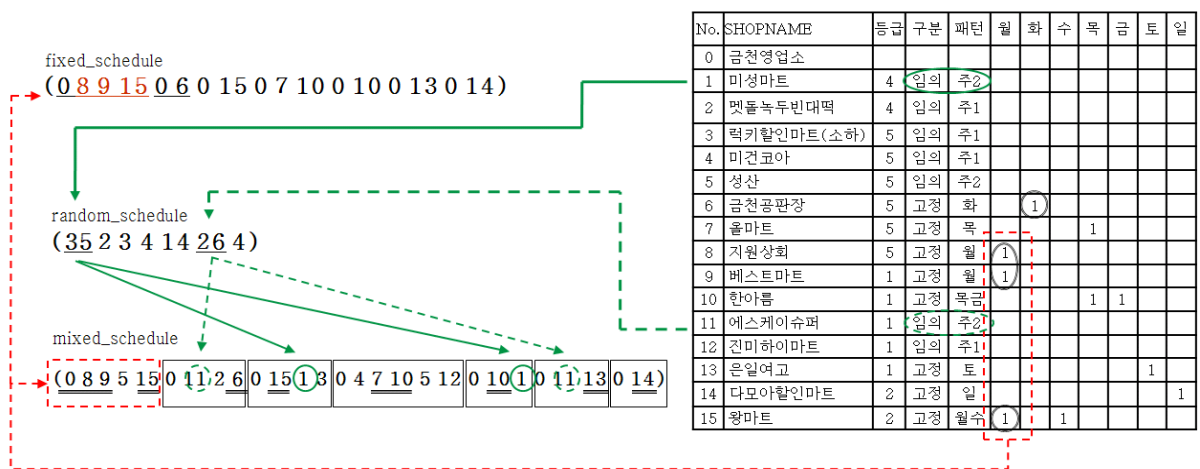 fixed_schedule
(0 8 9 15 0 6 0 15 0 7 10 0 10 0 13 0 14)
random_schedule
(35 2 3 4 14 26 4)
mixed_schedule
(0 8 9 5 15 0 11 2 6 0 15 1 3 0 4 7 10 5 12 0 10 1 0 11 13 0 14)
No. SHOPNAME 등급 구분 패턴 월 화 수 목 금 토 일
0 금천영업소
1 미성마트 4 임의 주2
2 멧돌녹두빈대떡 4 임의 주1
3 럭키할인마트(소하) 5 임의 주1
4 미건코아 5 임의 주1
5 성산 5 임의 주2
6 금천공판장 5 고정 화 1
7 올마트 5 고정 목 1
8 지원상회 5 고정 월 1
9 베스트마트 1 고정 월 1
10 한아름 1 고정 목금 1 1
11 에스케이슈퍼 1 임의 주2
12 진미하이마트 1 임의 주1
13 은일여고 1 고정 토 1
14 다모아할인마트 2 고정 일 1
15 왕마트 2 고정 월수 1 1